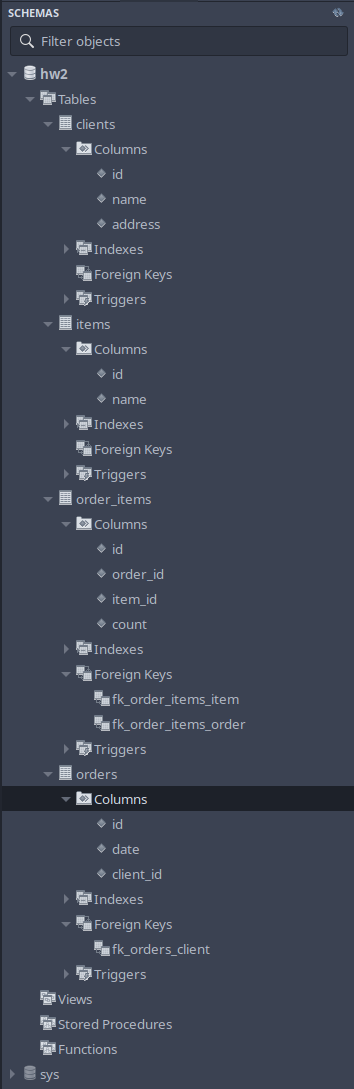 SCHEMAS
Filter objects
hw2
Tables
clients
Columns
id
name
address
Indexes
Foreign Keys
Triggers
items
Columns
id
name
Indexes
Foreign Keys
Triggers
order_items
Columns
id
order_id
item_id
count
Indexes
Foreign Keys
fk_order_items_item
fk_order_items_order
Triggers
orders
Columns
id
date
client_id
Indexes
Foreign Keys
fk_orders_client
Triggers
Views
Stored Procedures
Functions
sys